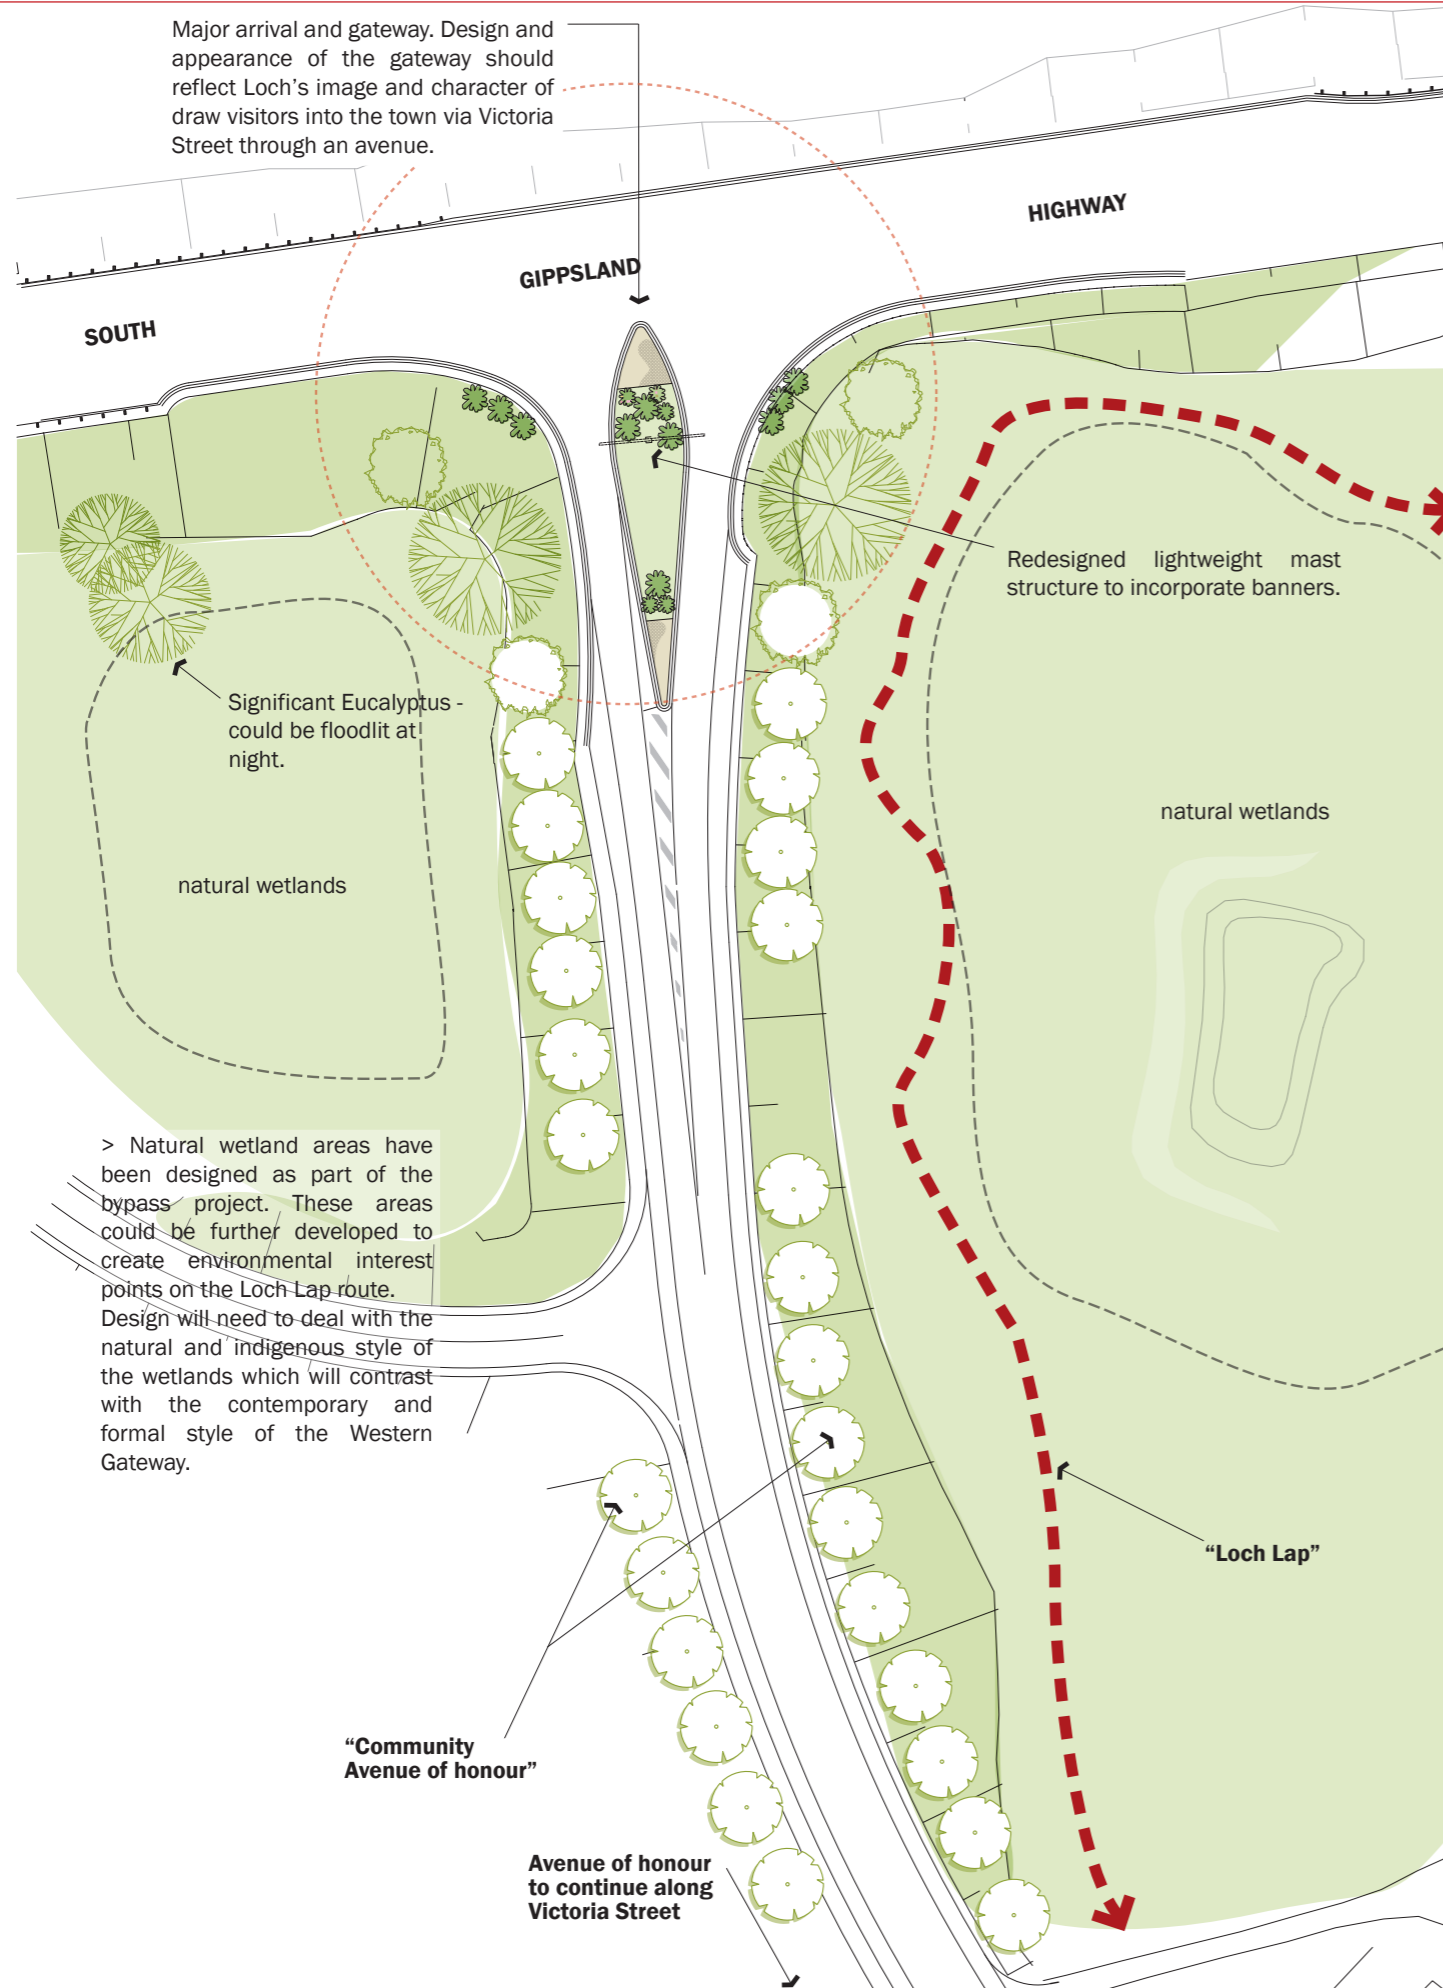 Major arrival and gateway. Design and
appearance of the gateway should
reflect Loch’s image and character of
draw visitors into the town via Victoria
Street through an avenue.
HIGHWAY
GIPPSLAND
SOUTH
Redesigned lightweight mast
structure to incorporate banners.
Significant Eucalyptus -
could be floodlit at
night.
natural wetlands
natural wetlands
> Natural wetland areas have
been designed as part of the
bypass project. These areas
could be further developed to
create environmental interest
points on the Loch Lap route.
Design will need to deal with the
natural and indigenous style of
the wetlands which will contrast
with the contemporary and
formal style of the Western
Gateway.
“Loch Lap”
“Community
Avenue of honour”
Avenue of honour
to continue along
Victoria Street